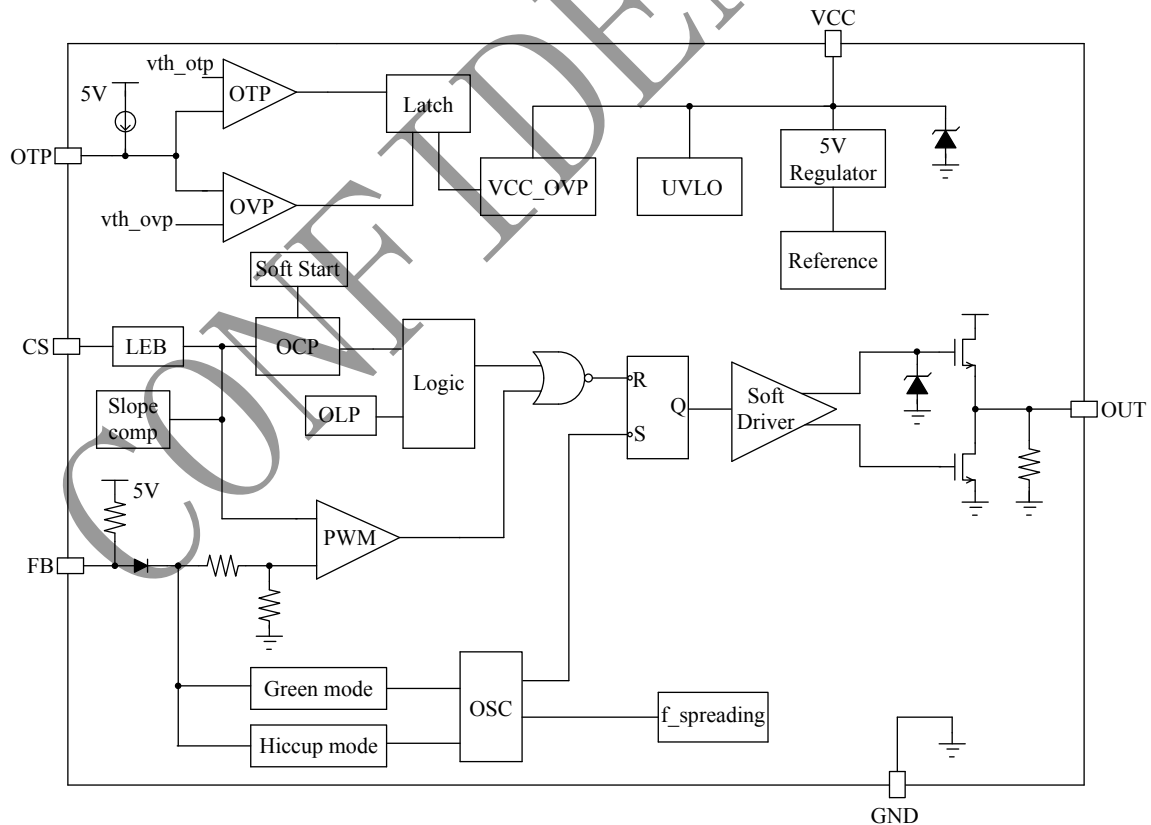 VCC
vth_otp
5V
OTP
Latch
OTP
5V
Regulator
VCC_OVP
UVLO
OVP
vth_ovp
Reference
Soft Start
CS
LEB
OCP
Logic
R
Slope
comp
OLP
Q
Soft
Driver
OUT
S
5V
PWM
FB
Green mode
OSC
f_spreading
Hiccup mode
GND